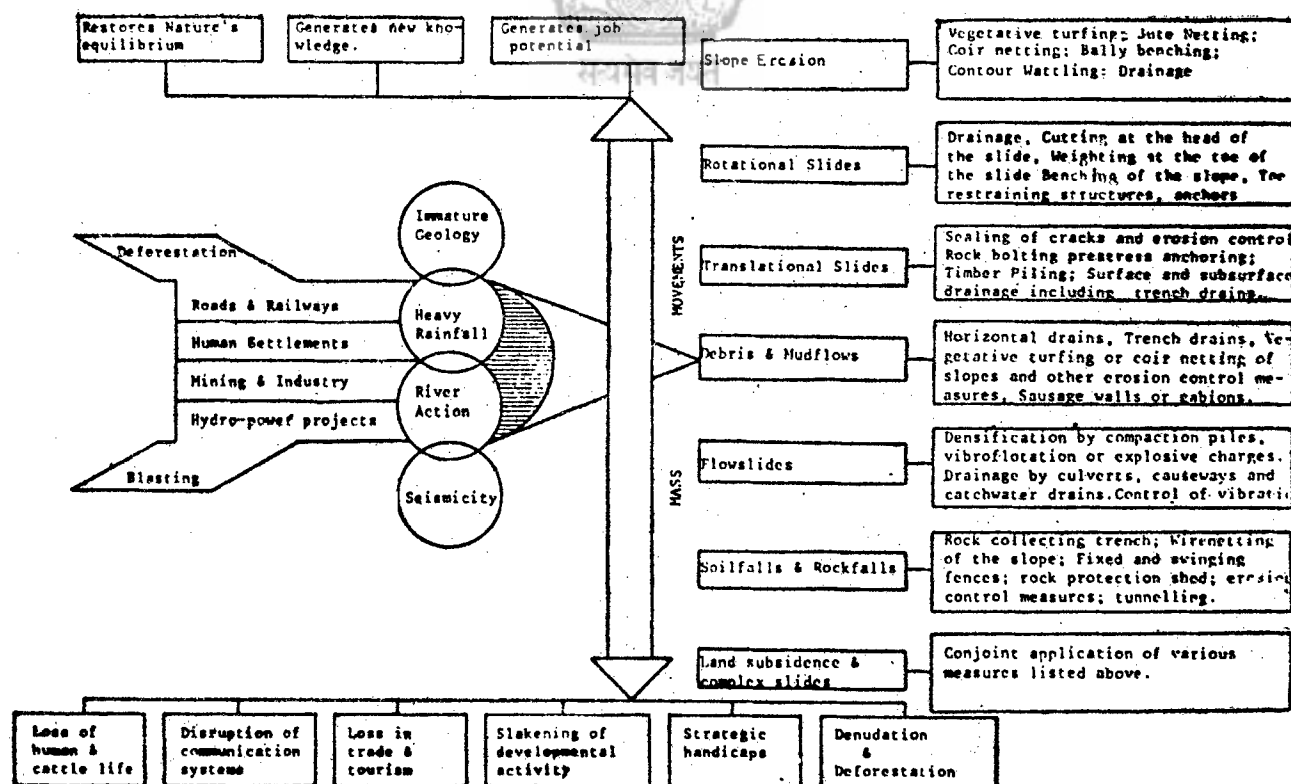 Restores Nature's
equilibrium
Generates new kno-
wledge.
Generates job
potential
सत्यमेव जयते
Slope Erosion
Vegetative turfing; Jute Netting;
Coir netting; Bally benching;
Contour Wattling: Drainage
Rotational Slides
Drainage, Cutting at the head of
the slide, Weighting at the toe of
the slide Benching of the slope, Toe
restraining structures, anchors
Translational Slides
Sealing of cracks and erosion control
Rock bolting prestress anchoring;
Timber Piling; Surface and subsurface
drainage including trench drains.
Debris & Mudflows
Horizontal drains, Trench drains, Ve-
getative turfing or coir netting of
slopes and other erosion control me-
asures, Sausage walls or gabions.
Flowslides
Densification by compaction piles,
vibroflotation or explosive charges.
Drainage by culverts, causeways and
catchwater drains.Control of vibratic
Soilfalls & Rockfalls
Rock collecting trench; Wirenetting
of the slope; Fixed and swinging
fences; rock protection shed; erosion
control measures; tunnelling.
Land subsidence &
complex slides
Conjoint application of various
measures listed above.
MOVEMENTS
MASS
Immature
Geology
Heavy
Rainfall
River
Action
Seismicity
Deforestation
Roads & Railways
Human Settlements
Mining & Industry
Hydro-power projects
Blasting
Loss of
human &
cattle life
Disruption of
communication
systems
Loss in
trade &
tourism
Slakening of
developmental
activity
Strategic
handicaps
Denudation
&
Deforestation